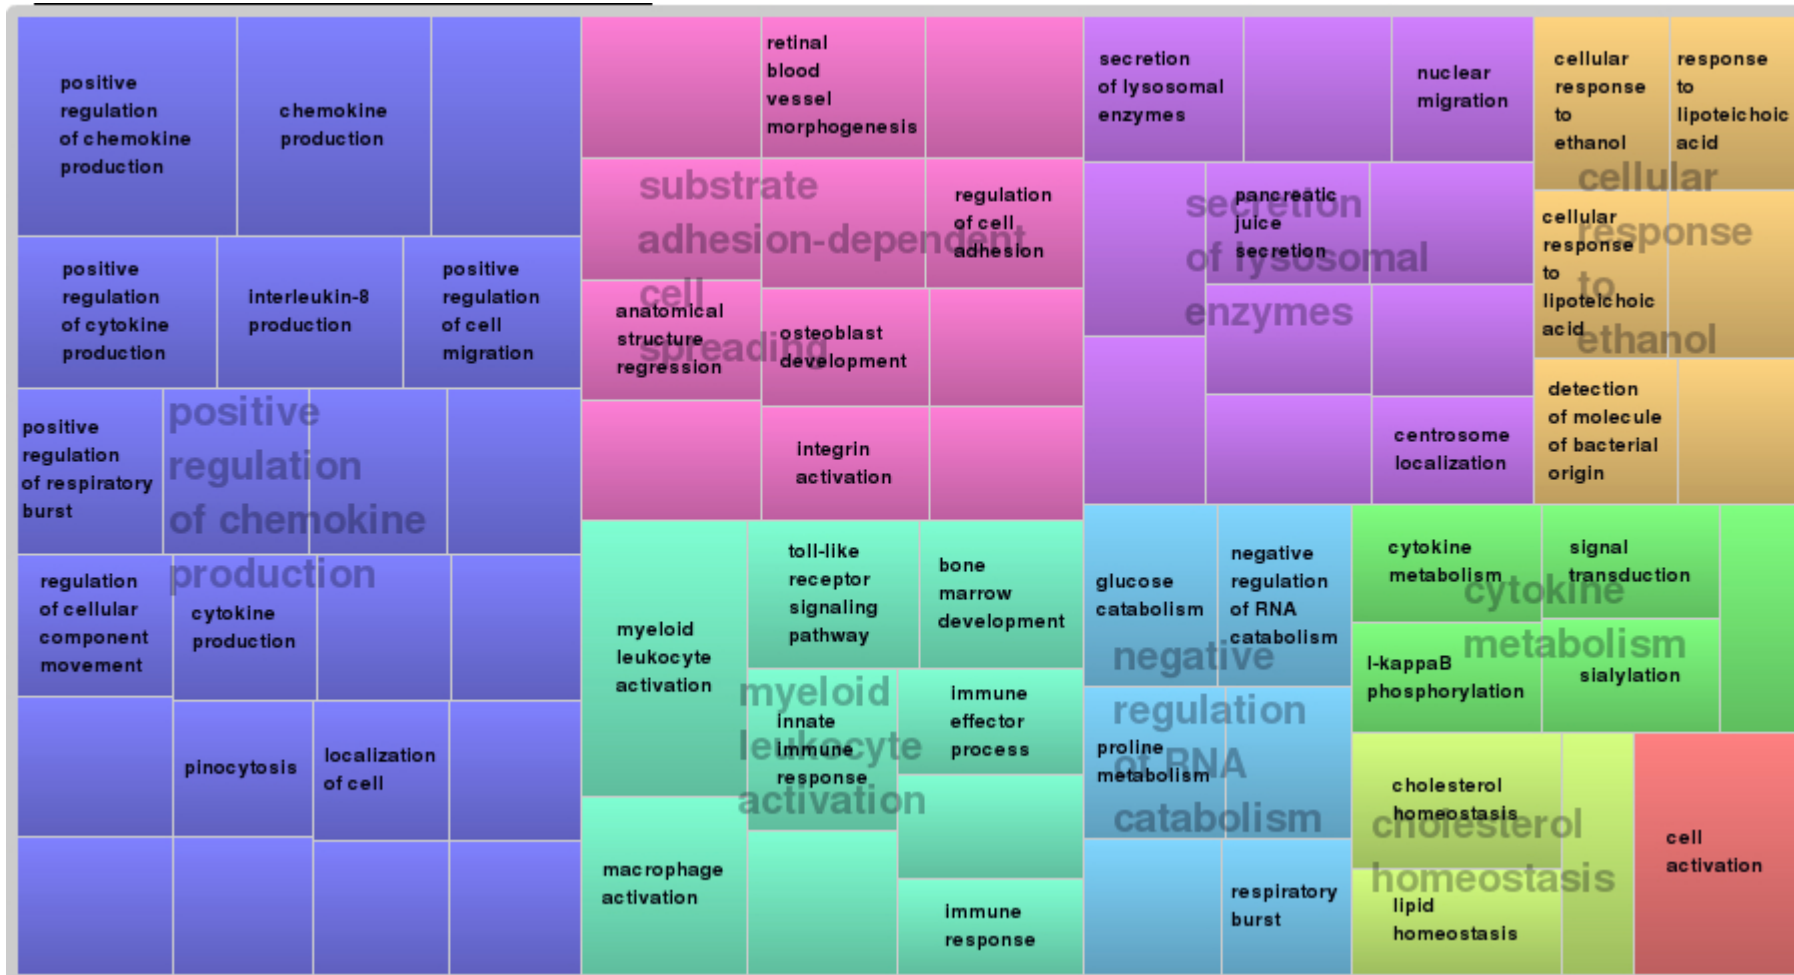 positive
regulation
of chemokine
production
chemokine
production
positive
regulation
of cytokine
production
interleukin-8
production
positive
regulation
of cell
migration
positive
regulation
of respiratory
burst
positive
regulation
of chemokine
production
regulation
of cellular
component
movement
cytokine
production
pinocytosis
localization
of cell
retinal
blood
vessel
morphogenesis
substrate
adhesion-dependent
cell
spreading
regulation
of cell
adhesion
anatomical
structure
regression
osteoblast
development
integrin
activation
myeloid
leukocyte
activation
toll-like
receptor
signaling
pathway
bone
marrow
development
myeloid
leukocyte
activation
innate
immune
response
immune
effector
process
macrophage
activation
immune
response
secretion
of lysosomal
enzymes
nuclear
migration
secretion
of lysosomal
enzymes
pancreatic
juice
secretion
centrosome
localization
cellular
response
to
ethanol
response
to
lipoteichoic
acid
cellular
response
to
ethanol
cellular
response
to
lipoteichoic
acid
detection
of molecule
of bacterial
origin
glucose
catabolism
negative
regulation
of RNA
catabolism
negative
regulation
of RNA
catabolism
proline
metabolism
respiratory
burst
cytokine
metabolism
signal
transduction
cytokine
metabolism
I-kappaB
phosphorylation
sialylation
cholesterol
homeostasis
cholesterol
homeostasis
lipid
homeostasis
cell
activation